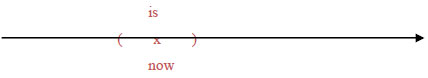 is
( x )
now